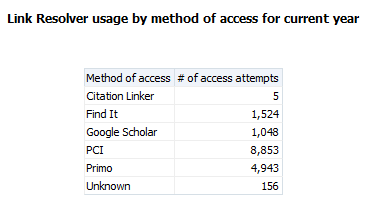 Link Resolver usage by method of access for current year
Method of access # of access attempts
Citation Linker 5
Find It 1,524
Google Scholar 1,048
PCI 8,853
Primo 4,943
Unknown 156